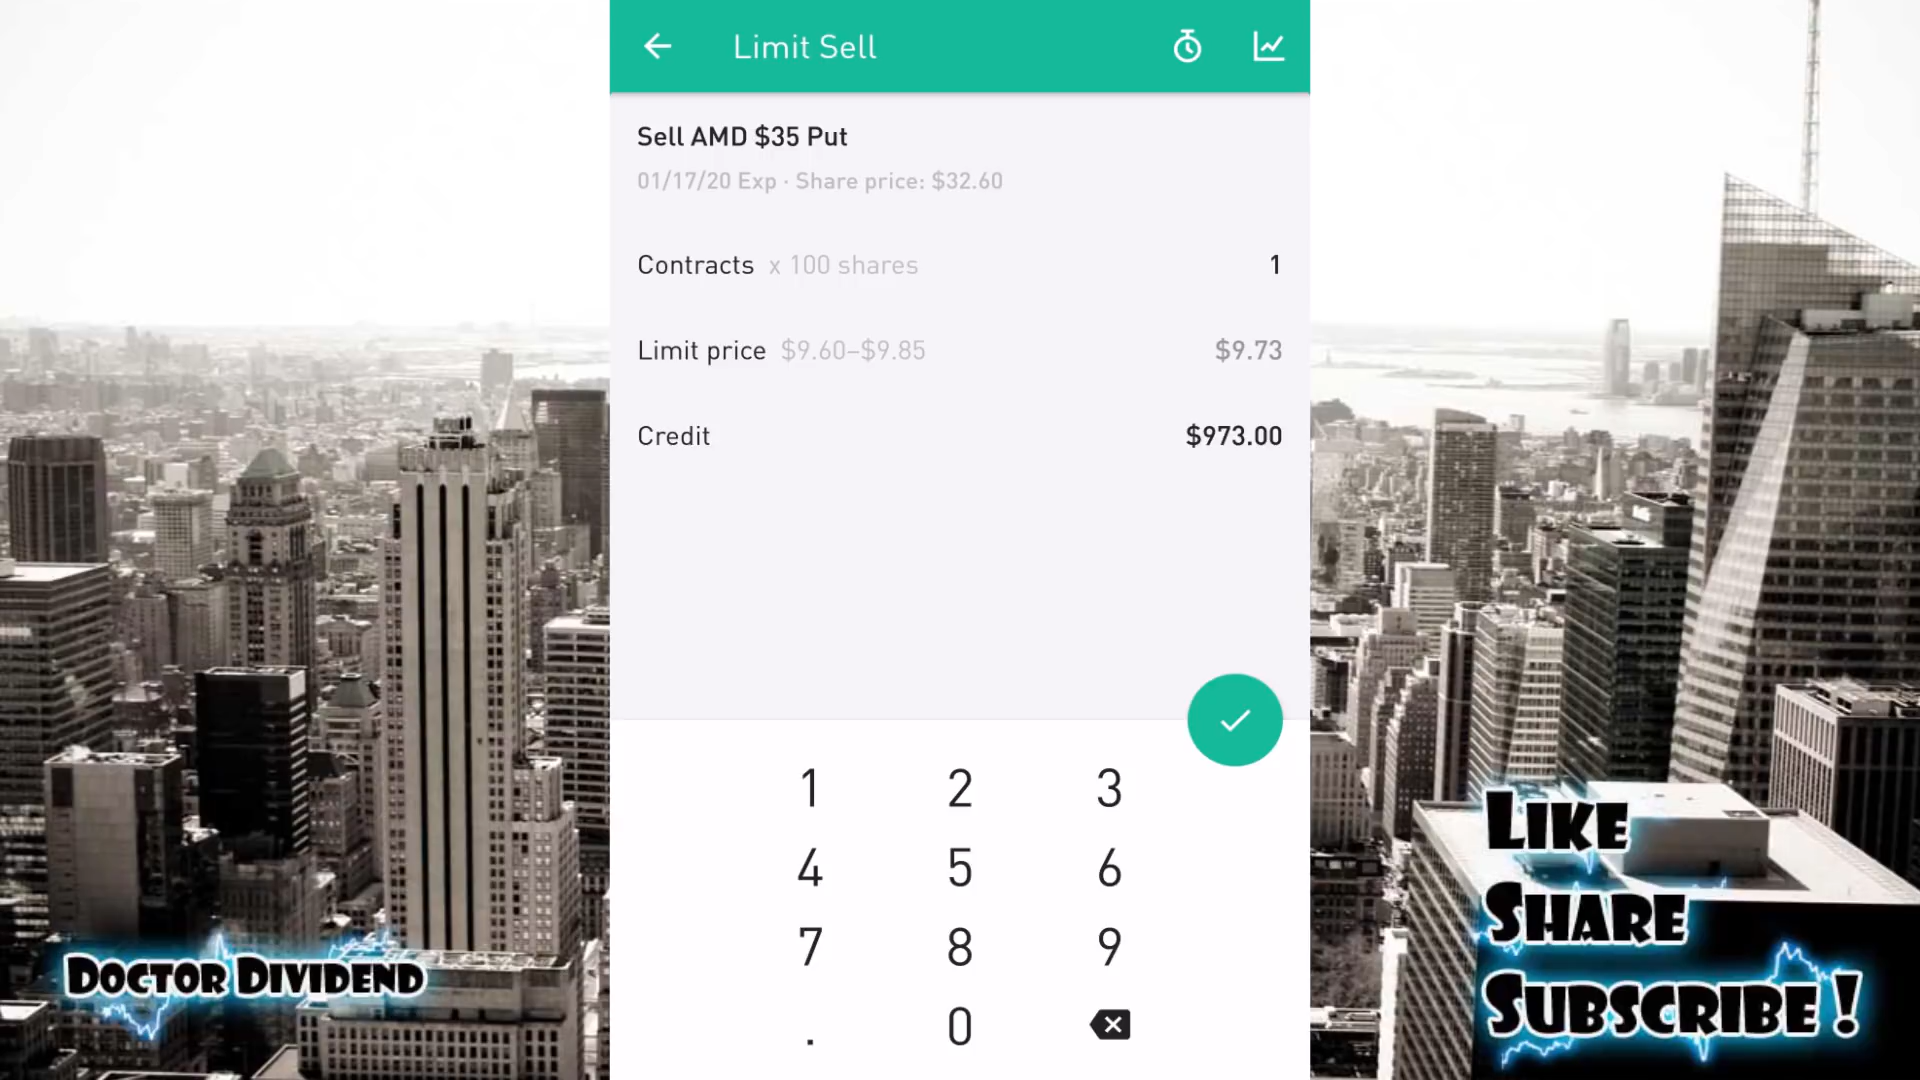 Limit Sell
Sell AMD $35 Put
01/17/20 Exp · Share price: $32.60
Contracts x 100 shares 1
Limit price $9.60–$9.85 $9.73
Credit $973.00
1 2 3
4 5 6
7 8 9
. 0
DOCTOR DIVIDEND
LIKE
SHARE
SUBSCRIBE!